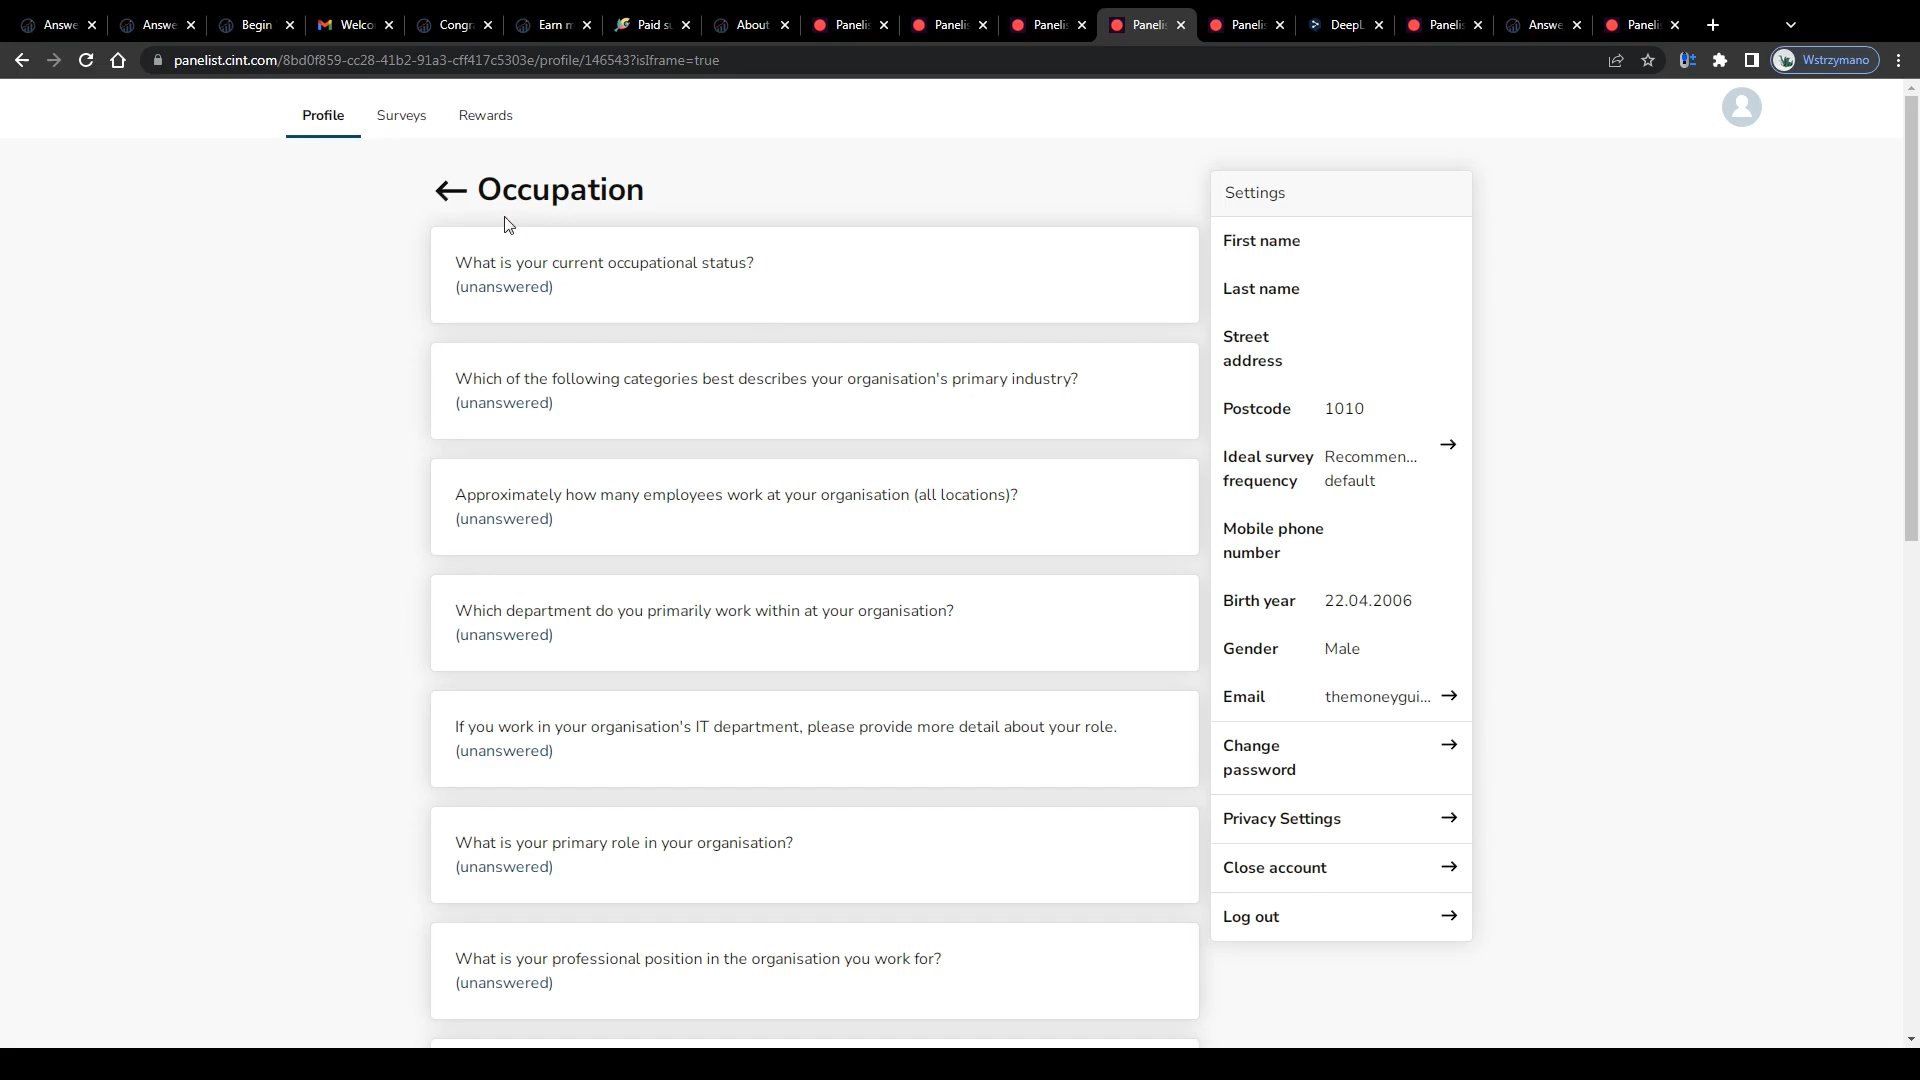 Answe
Answe
Begin
Welco
Congr
Earn m
Paid su
About
Panelis
Panelis
Panelis
Panelis
Panelis
DeepL
Panelis
Answe
Panelis
panelist.cint.com/8bd0f859-cc28-41b2-91a3-cff417c5303e/profile/146543?isIframe=true
Wstrzymano
Profile
Surveys
Rewards
Occupation
What is your current occupational status?
(unanswered)
Which of the following categories best describes your organisation's primary industry?
(unanswered)
Approximately how many employees work at your organisation (all locations)?
(unanswered)
Which department do you primarily work within at your organisation?
(unanswered)
If you work in your organisation's IT department, please provide more detail about your role.
(unanswered)
What is your primary role in your organisation?
(unanswered)
What is your professional position in the organisation you work for?
(unanswered)
Settings
First name
Last name
Street
address
Postcode 1010
Ideal survey Recommen...
frequency default
Mobile phone
number
Birth year 22.04.2006
Gender Male
Email themoneygui...
Change
password
Privacy Settings
Close account
Log out